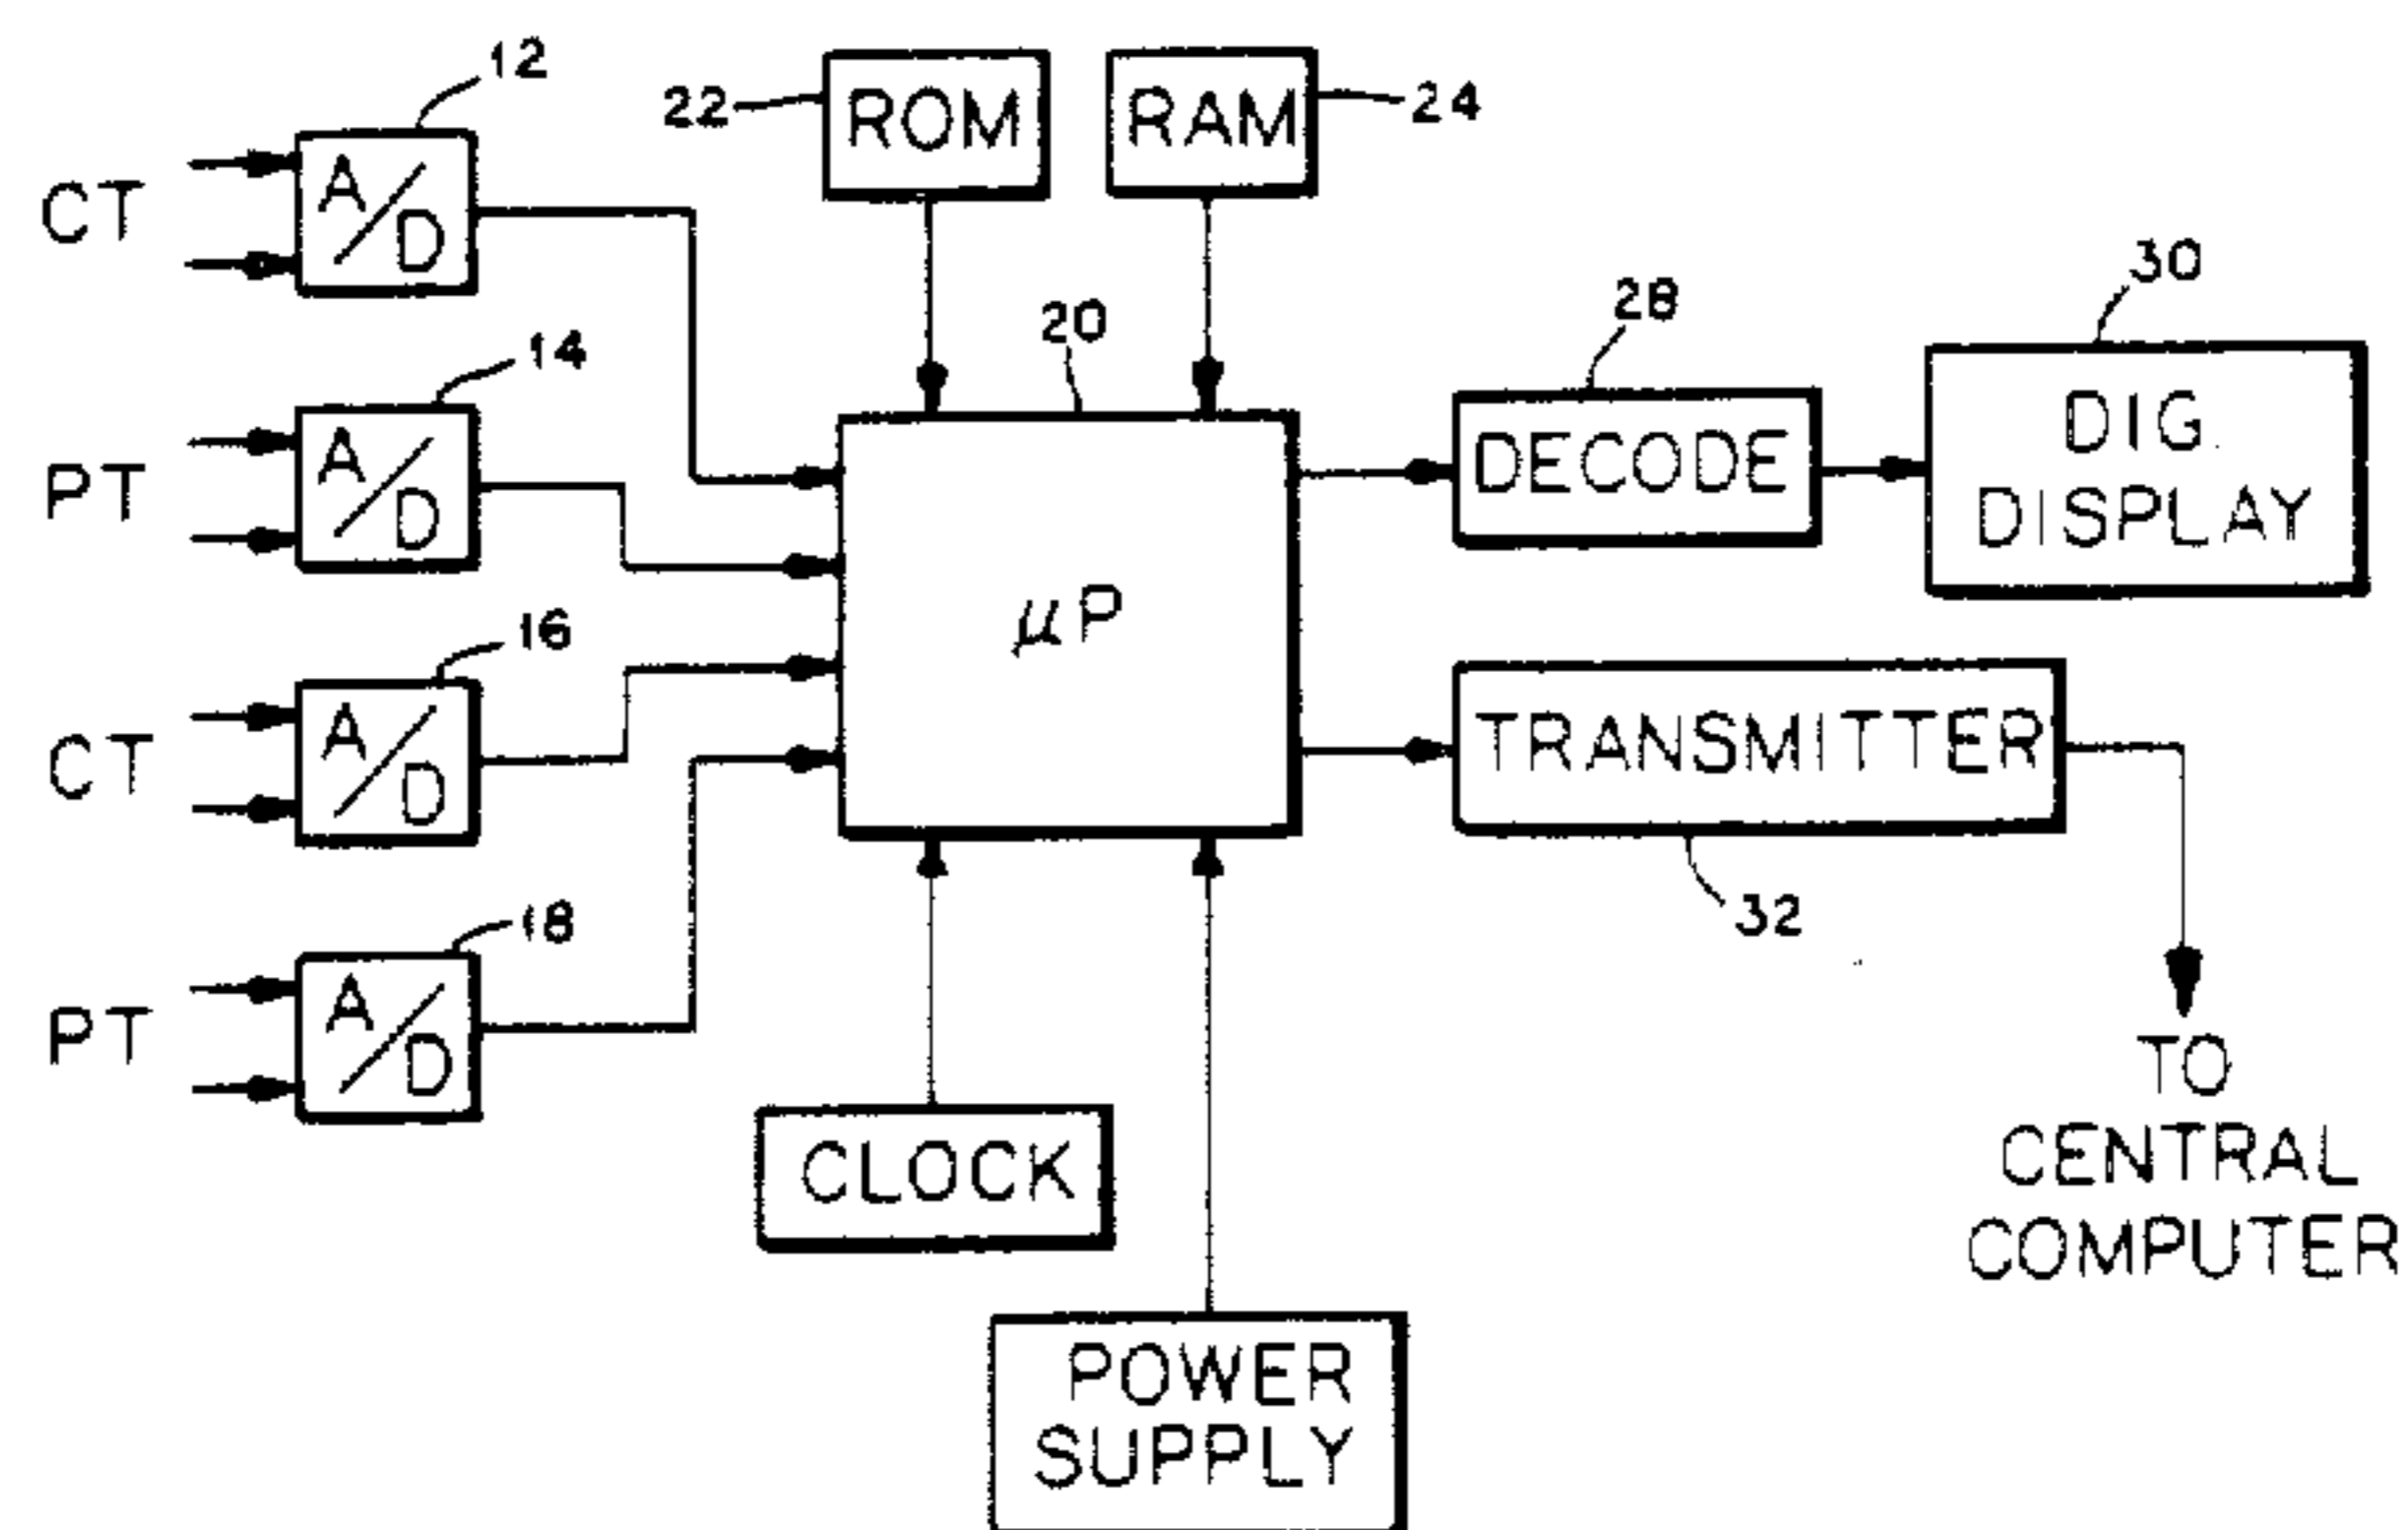 12
22
ROM
RAM
24
CT
A/D
30
28
20
14
DIG
DECODE
PT
A/D
DISPLAY
μP
16
CT
A/D
TRANSMITTER
32
18
PT
A/D
TO
CLOCK
CENTRAL
COMPUTER
POWER
SUPPLY